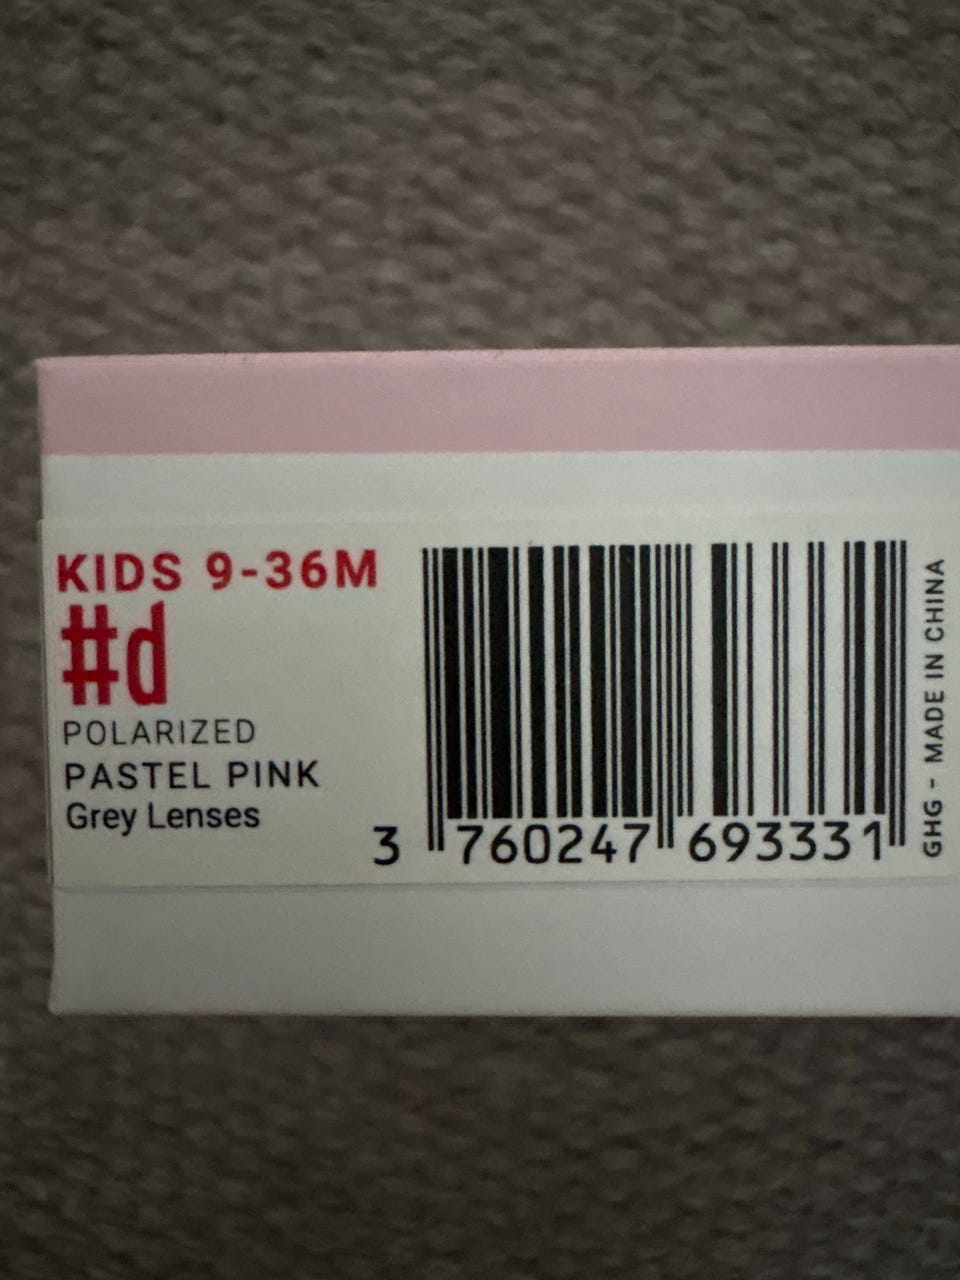 KIDS 9-36M
#d
POLARIZED
PASTEL PINK
Grey Lenses
3 760247 693331
GHG - MADE IN CHINA